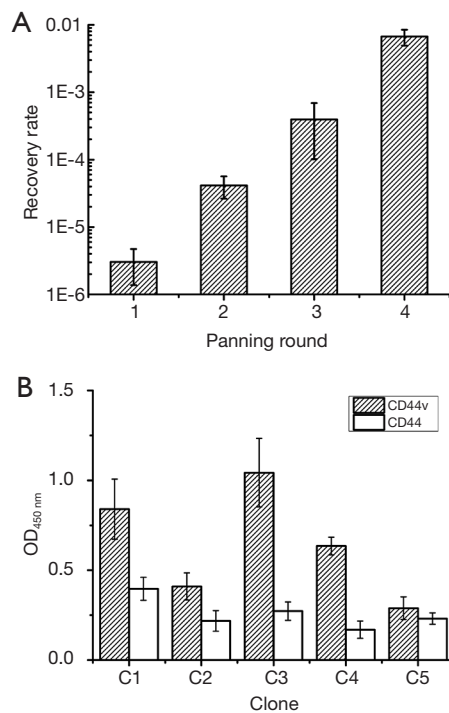 A
Recovery rate
0.01
1E-3
1E-4
1E-5
1E-6
1 2 3 4
Panning round
B
OD450 nm
1.5
1.0
0.5
0.0
CD44v
CD44
C1 C2 C3 C4 C5
Clone